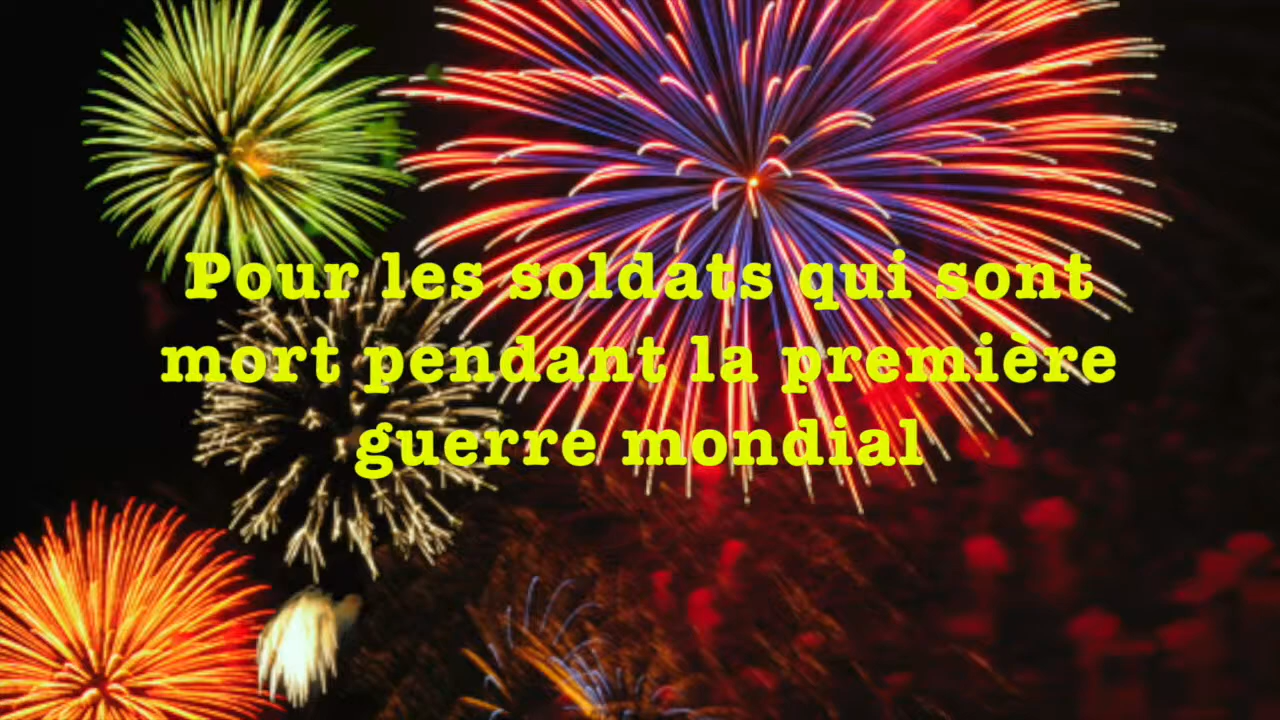 Pour les soldats qui sont
mort pendant la première
guerre mondial